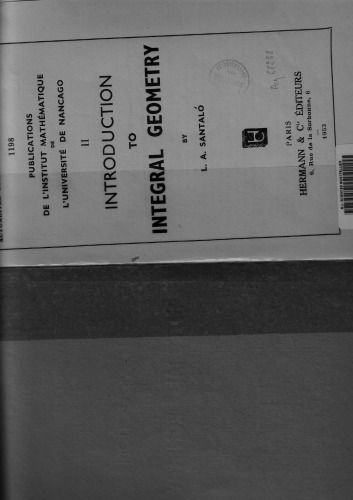 1198
PUBLICATIONS
DE L'INSTITUT MATHÉMATIQUE
DE
L'UNIVERSITÉ DE NANCAGO
II
INTRODUCTION
TO
INTEGRAL GEOMETRY
BY
L. A. SANTALÓ
H
PARIS
HERMANN & Cie ÉDITEURS
6, Rue de la Sorbonne, 6
1953